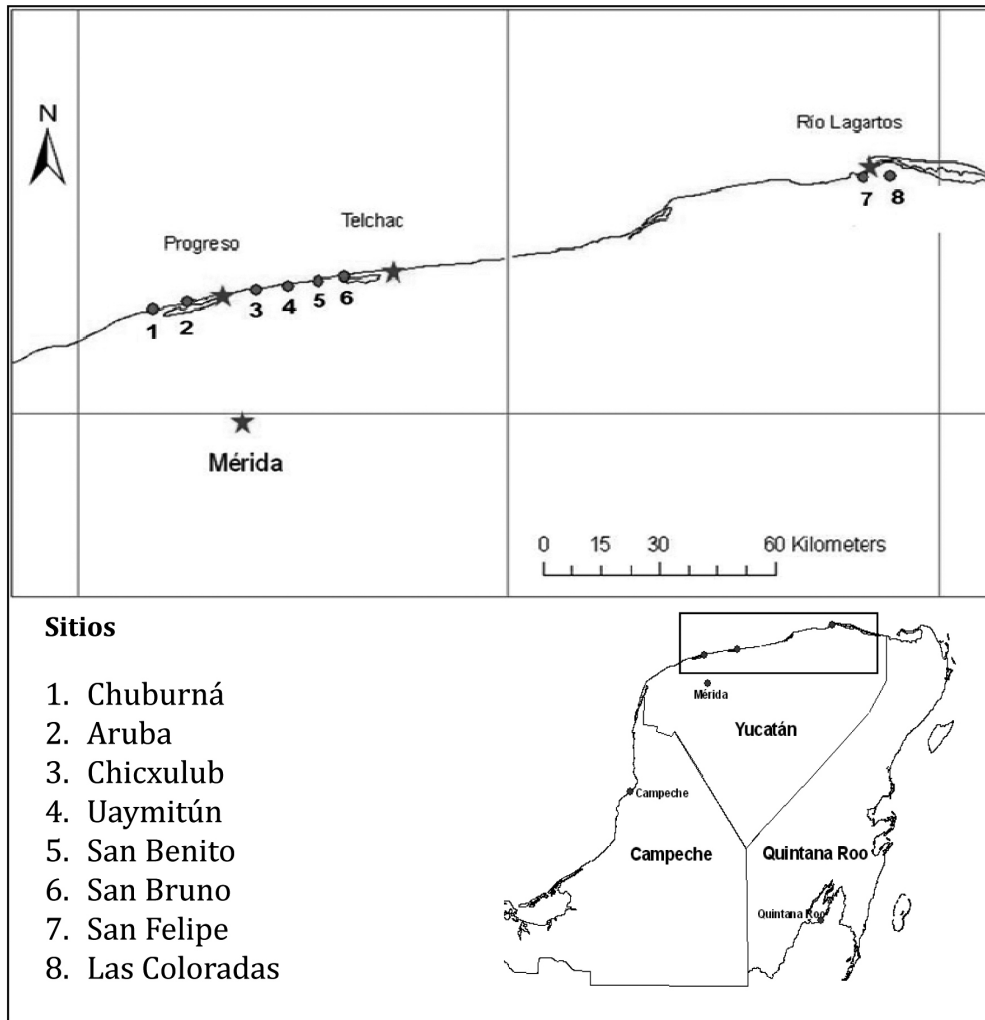 N
Río Lagartos
7 8
Telchac
Progreso
1 2 3 4 5 6
Mérida
0 15 30 60 Kilometers
Sitios
1. Chuburná
2. Aruba
3. Chicxulub
4. Uaymitún
5. San Benito
6. San Bruno
7. San Felipe
8. Las Coloradas
Mérida
Yucatán
Campeche
Campeche
Quintana Roo
Quintana Roo